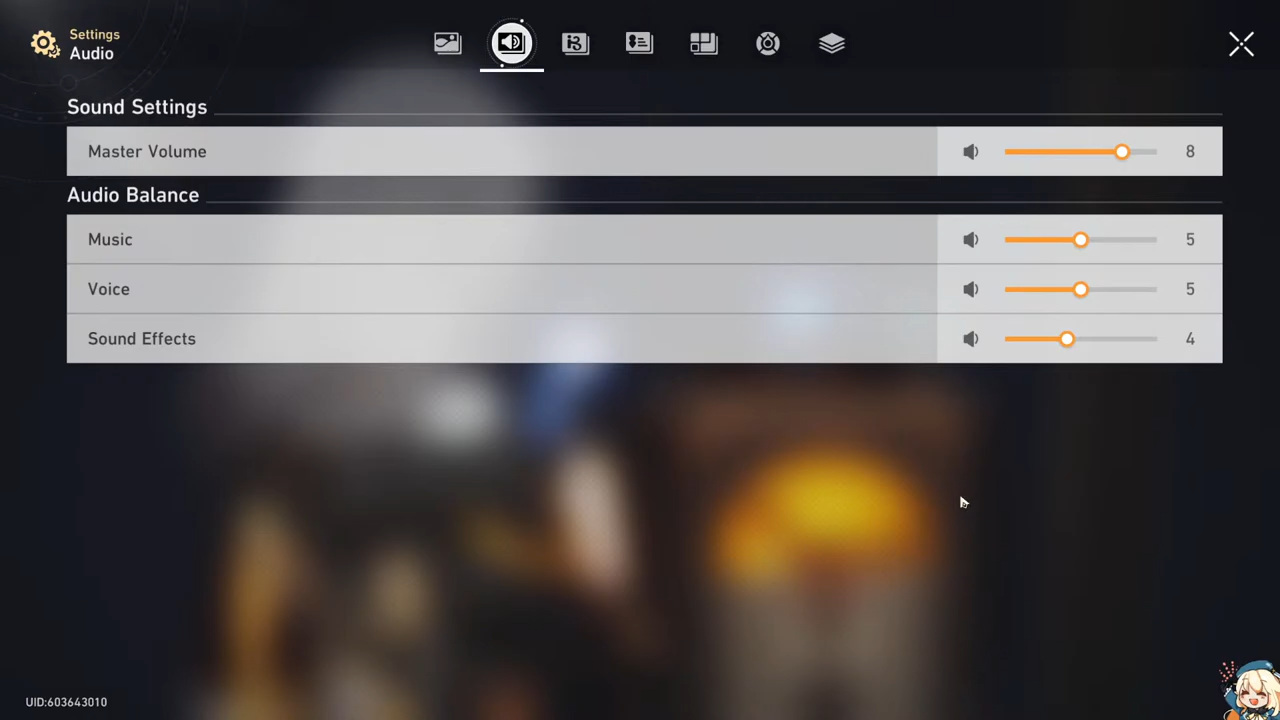 Settings
Audio
Sound Settings
Master Volume 8
Audio Balance
Music 5
Voice 5
Sound Effects 4
UID:603643010